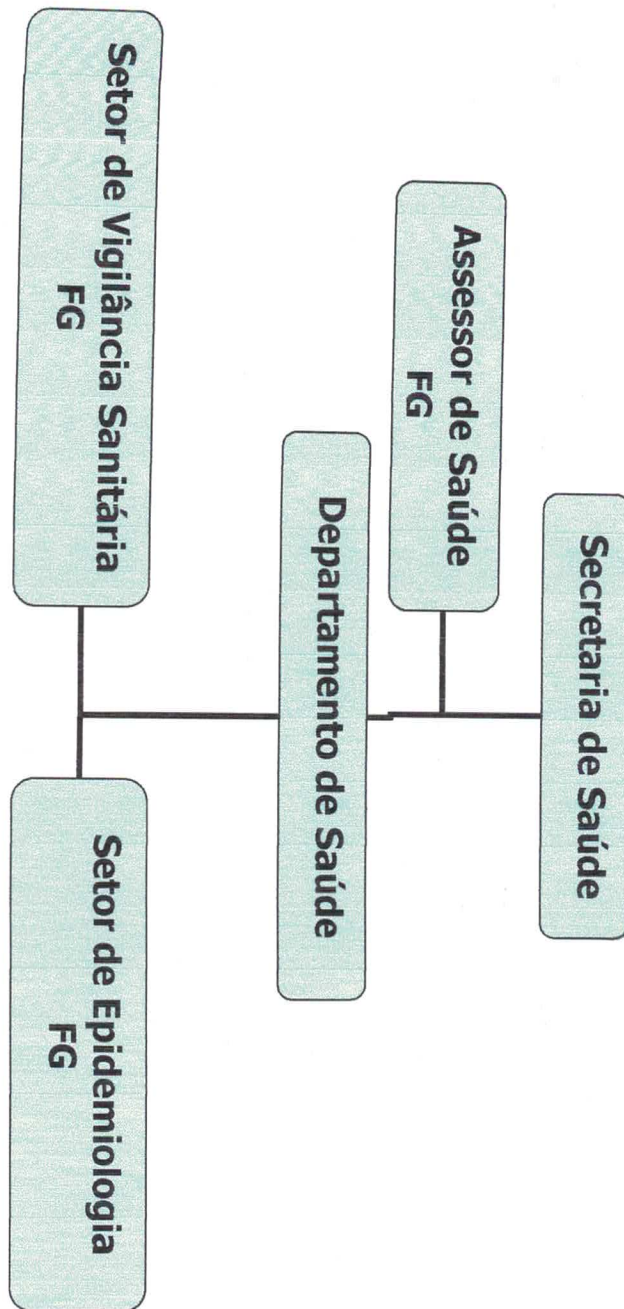 Secretaria de Saúde
Assessor de Saúde
FG
Departamento de Saúde
Setor de Vigilância Sanitária
FG
Setor de Epidemiologia
FG